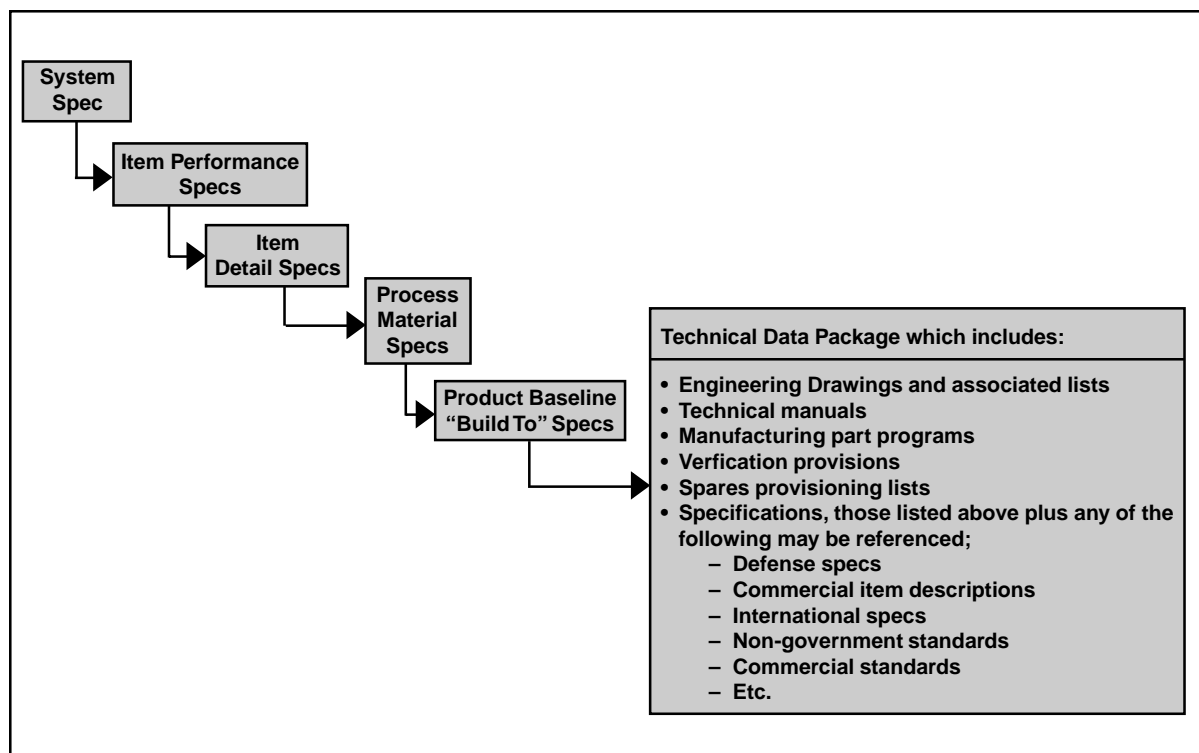 System
Spec
Item Performance
Specs
Item
Detail Specs
Process
Material
Specs
Product Baseline
“Build To” Specs
Technical Data Package which includes:
• Engineering Drawings and associated lists
• Technical manuals
• Manufacturing part programs
• Verfication provisions
• Spares provisioning lists
• Specifications, those listed above plus any of the
following may be referenced;
– Defense specs
– Commercial item descriptions
– International specs
– Non-government standards
– Commercial standards
– Etc.